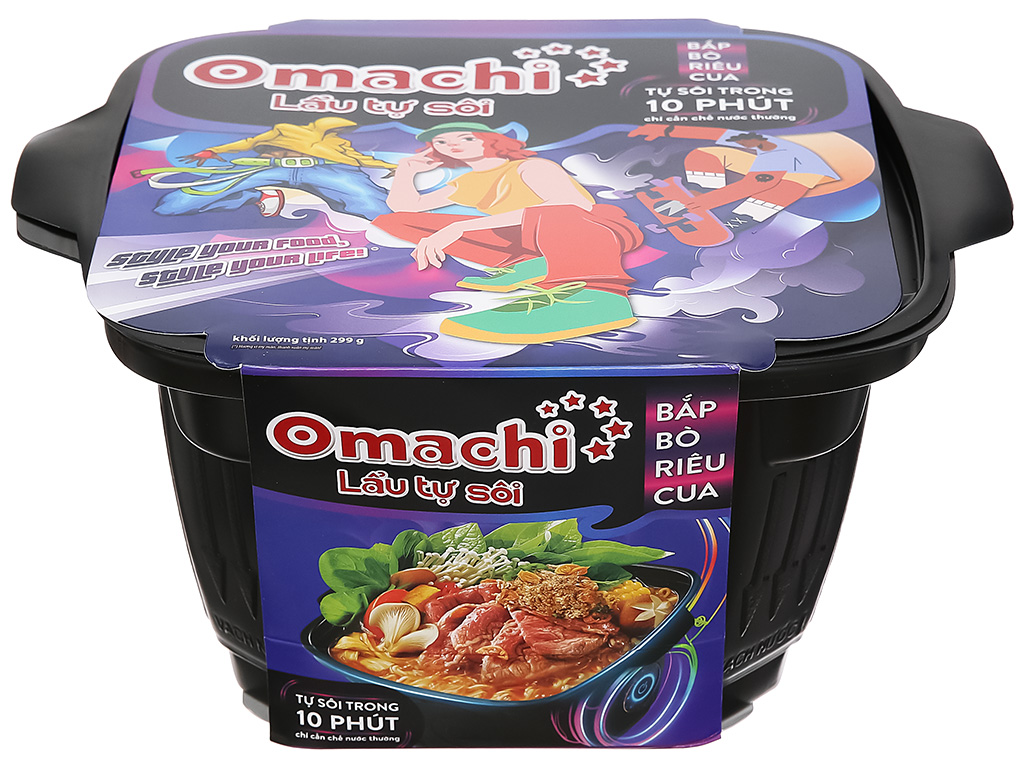 Omachi
Lẩu tự sôi
BẮP
BÒ
RIÊU
CUA
TỰ SÔI TRONG
10 PHÚT
chỉ cần chế nước thường
STYLE YOUR FOOD,
STYLE YOUR LIFE!
khối lượng tịnh 299 g
Omachi
Lẩu tự sôi
BẮP
BÒ
RIÊU
CUA
TỰ SÔI TRONG
10 PHÚT
chỉ cần chế nước thường